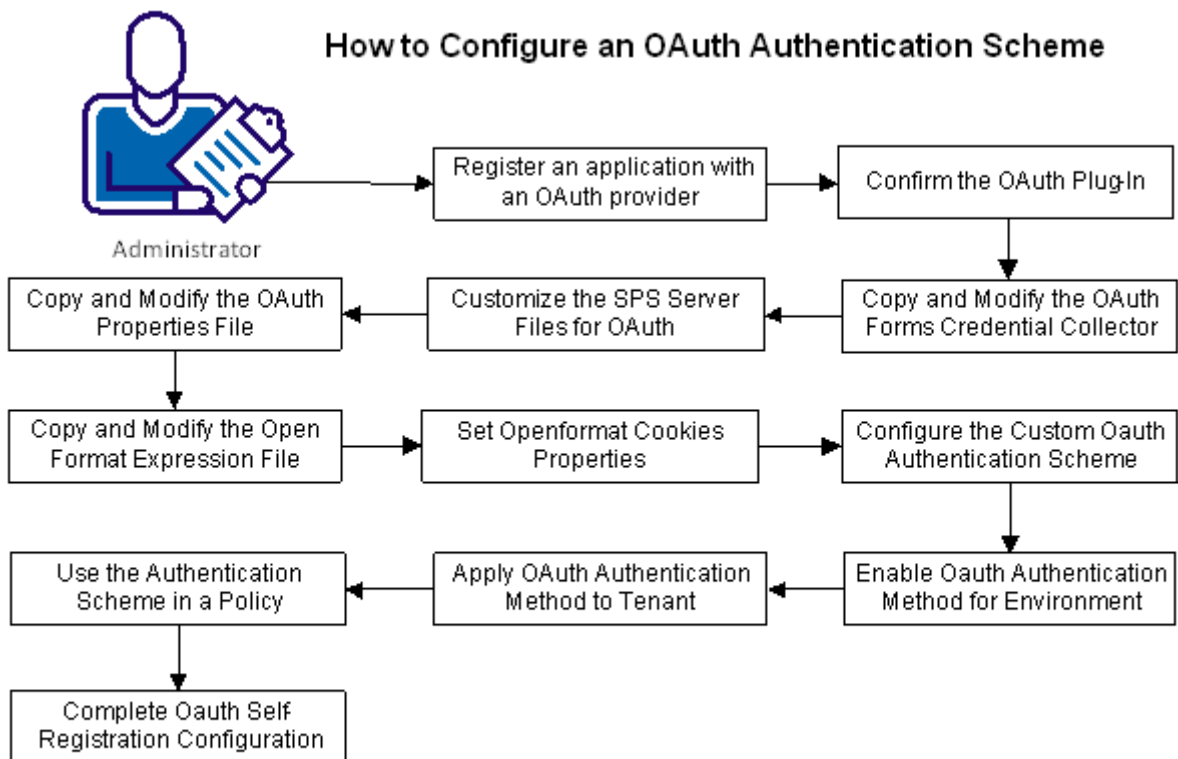 How to Configure an OAuth Authentication Scheme
Administrator
Register an application with
an OAuth provider
Confirm the OAuth Plug-In
Copy and Modify the OAuth
Forms Credential Collector
Customize the SPS Server
Files for OAuth
Copy and Modify the OAuth
Properties File
Copy and Modify the Open
Format Expression File
Set Openformat Cookies
Properties
Configure the Custom Oauth
Authentication Scheme
Enable Oauth Authentication
Method for Environment
Apply OAuth Authentication
Method to Tenant
Use the Authentication
Scheme in a Policy
Complete Oauth Self-
Registration Configuration